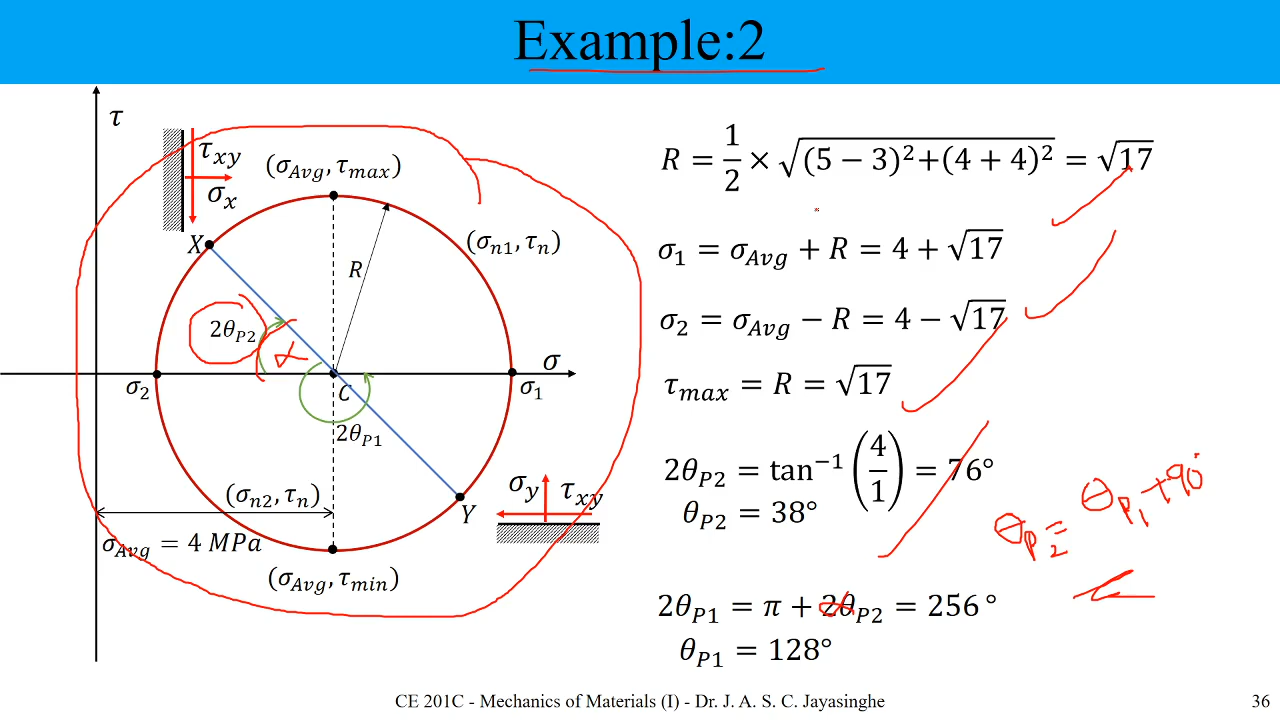 Example:2
τ
τxy
σx
(σAvg, τmax)
X
R
(σn1, τn)
2θP2
α
σ
σ2
C
σ1
2θP1
(σn2, τn)
Y
σy
τxy
σAvg = 4 MPa
(σAvg, τmin)
R = 1/2 × √((5 − 3)²+(4 + 4)²) = √17
σ1 = σAvg + R = 4 + √17
σ2 = σAvg − R = 4 − √17
τmax = R = √17
2θP2 = tan⁻¹(4/1) = 76°
θP2 = 38°
θP2 = θP1 + 90°
2θP1 = π + 2θP2 = 256°
α
θP1 = 128°
CE 201C - Mechanics of Materials (I) - Dr. J. A. S. C. Jayasinghe
36